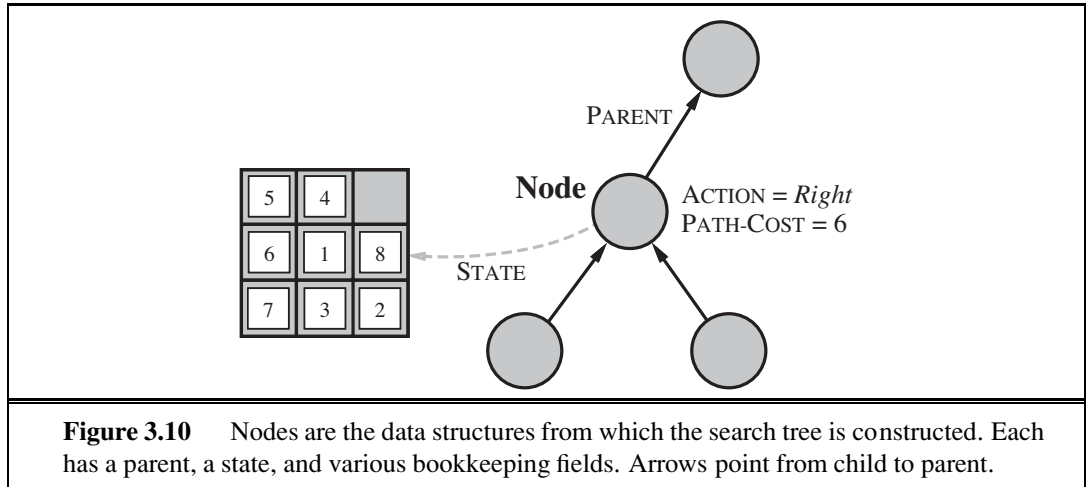 PARENT
Node
ACTION = Right
PATH-COST = 6
5 4
6 1 8
STATE
7 3 2
Figure 3.10 Nodes are the data structures from which the search tree is constructed. Each
has a parent, a state, and various bookkeeping fields. Arrows point from child to parent.